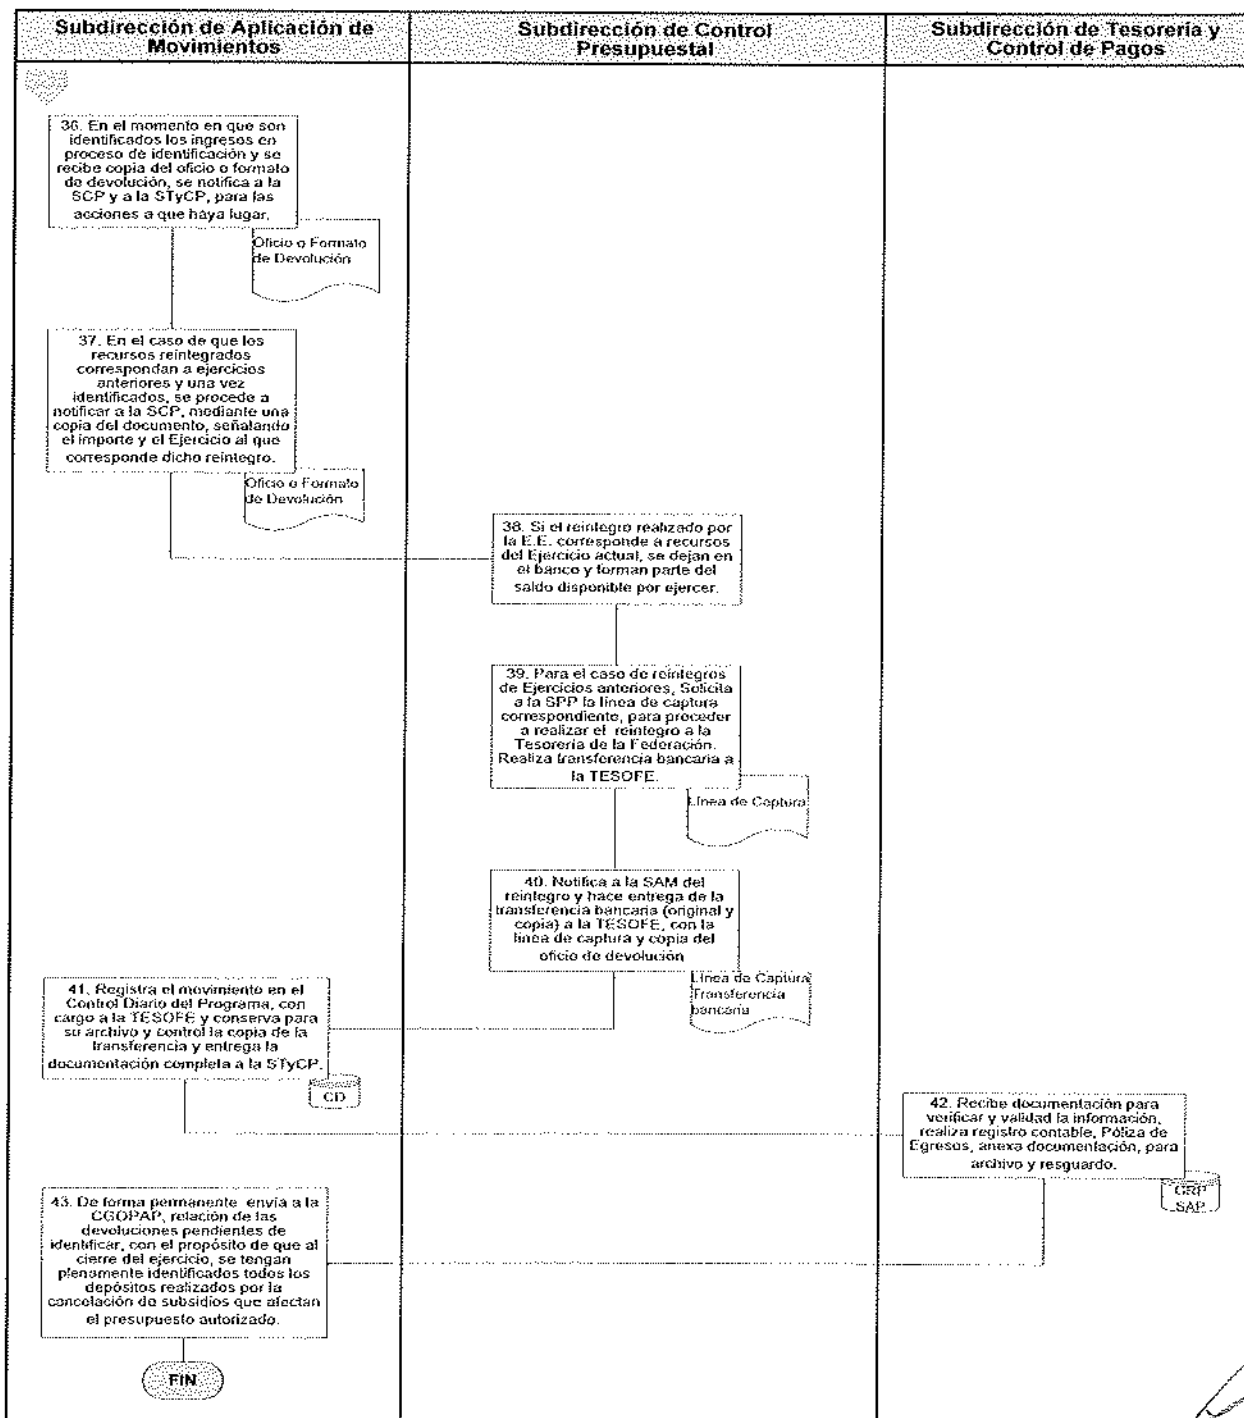 Subdirección de Aplicación de
Movimientos
Subdirección de Control
Presupuestal
Subdirección de Tesorería y
Control de Pagos
36. En el momento en que son
identificados los ingresos en
proceso de identificación y se
recibe copia del oficio o formato
de devolución, se notifica a la
SCP y a la STyCP, para las
acciones a que haya lugar.
Oficio o Formato
de Devolución
37. En el caso de que los
recursos reintegrados
correspondan a ejercicios
anteriores y una vez
identificados, se procede a
notificar a la SCP, mediante una
copia del documento, señalando
el importe y el Ejercicio al que
corresponde dicho reintegro.
Oficio o Formato
de Devolución
38. Si el reintegro realizado por
la E.E. corresponde a recursos
del Ejercicio actual, se dejan en
el banco y forman parte del
saldo disponible por ejercer.
39. Para el caso de reintegros
de Ejercicios anteriores, Solicita
a la SPP la línea de captura
correspondiente, para proceder
a realizar el reintegro a la
Tesorería de la Federación.
Realiza transferencia bancaria a
la TESOFE.
Línea de Captura
40. Notifica a la SAM del
reintegro y hace entrega de la
transferencia bancaria (original y
copia) a la TESOFE, con la
línea de captura y copia del
oficio de devolución
Línea de Captura
Transferencia
bancaria
41. Registra el movimiento en el
Control Diario del Programa, con
cargo a la TESOFE y conserva para
su archivo y control la copia de la
transferencia y entrega la
documentación completa a la STyCP.
CD
42. Recibe documentación para
verificar y validad la información,
realiza registro contable, Póliza de
Egresos, anexa documentación, para
archivo y resguardo.
GRP
SAP
43. De forma permanente envía a la
CGOPAP, relación de las
devoluciones pendientes de
identificar, con el propósito de que al
cierre del ejercicio, se tengan
plenamente identificados todos los
depósitos realizados por la
cancelación de subsidios que afectan
el presupuesto autorizado.
FIN